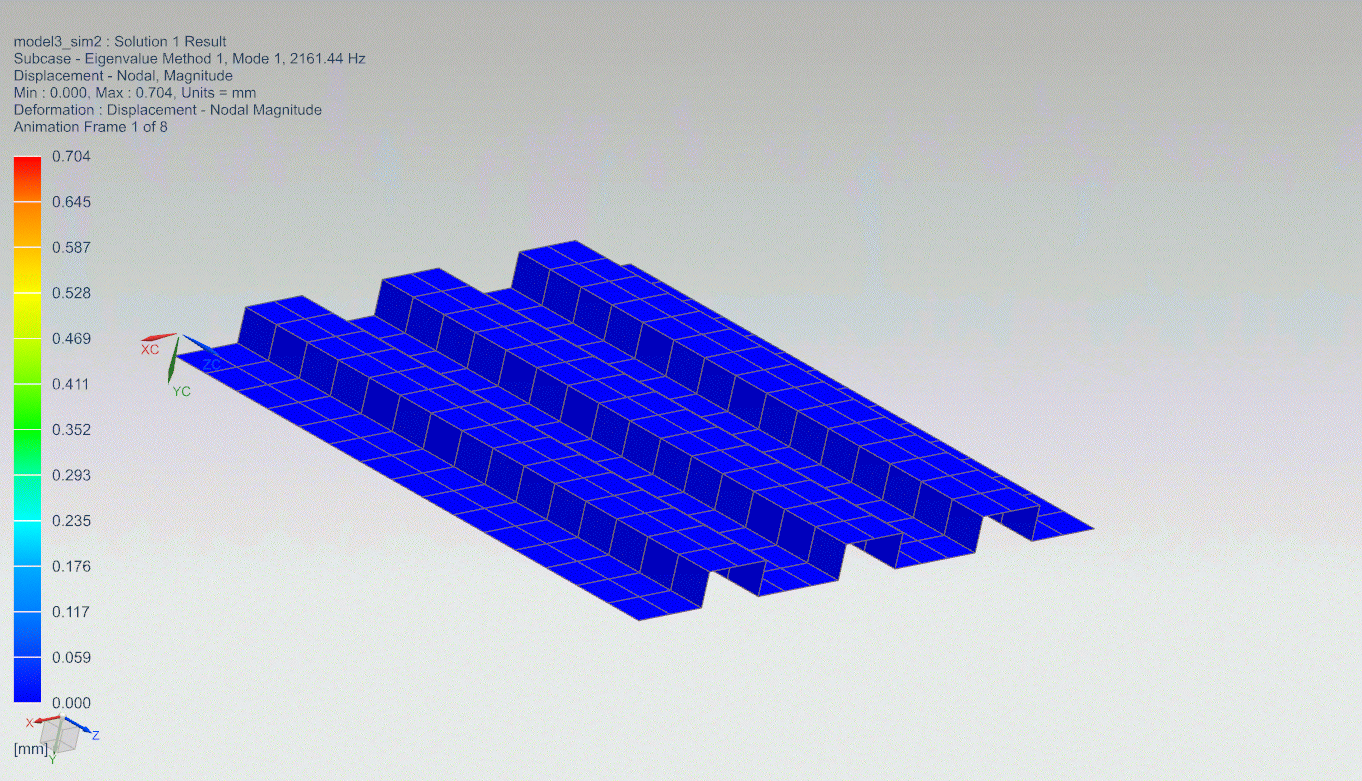 model3_sim2 : Solution 1 Result
Subcase - Eigenvalue Method 1, Mode 1, 2161.44 Hz
Displacement - Nodal, Magnitude
Min : 0.000, Max : 0.704, Units = mm
Deformation : Displacement - Nodal Magnitude
Animation Frame 1 of 8
0.704
0.645
0.587
0.528
0.469
0.411
0.352
0.293
0.235
0.176
0.117
0.059
0.000
[mm]
XC
ZC
YC
X
Z
Y